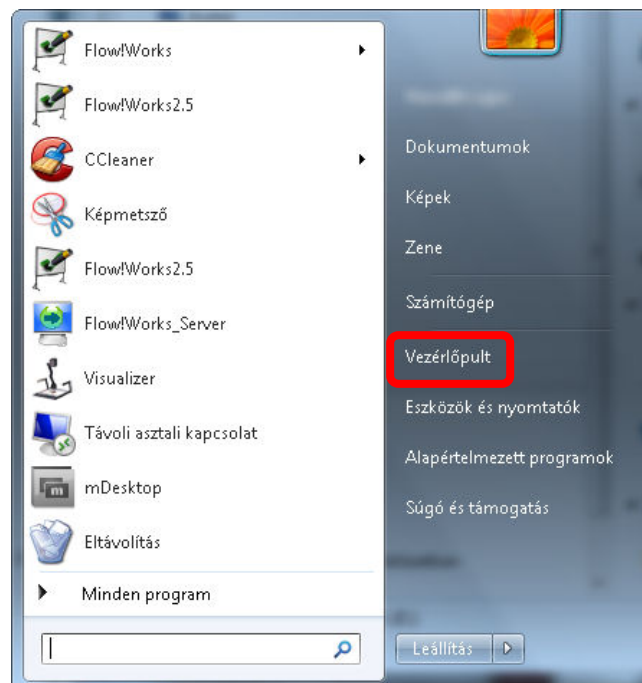 Flow!Works
Flow!Works2.5
CCleaner
Képmetsző
Flow!Works2.5
Flow!Works_Server
Visualizer
Távoli asztali kapcsolat
mDesktop
Eltávolítás
Minden program
Dokumentumok
Képek
Zene
Számítógép
Vezérlőpult
Eszközök és nyomtatók
Alapértelmezett programok
Súgó és támogatás
Leállítás